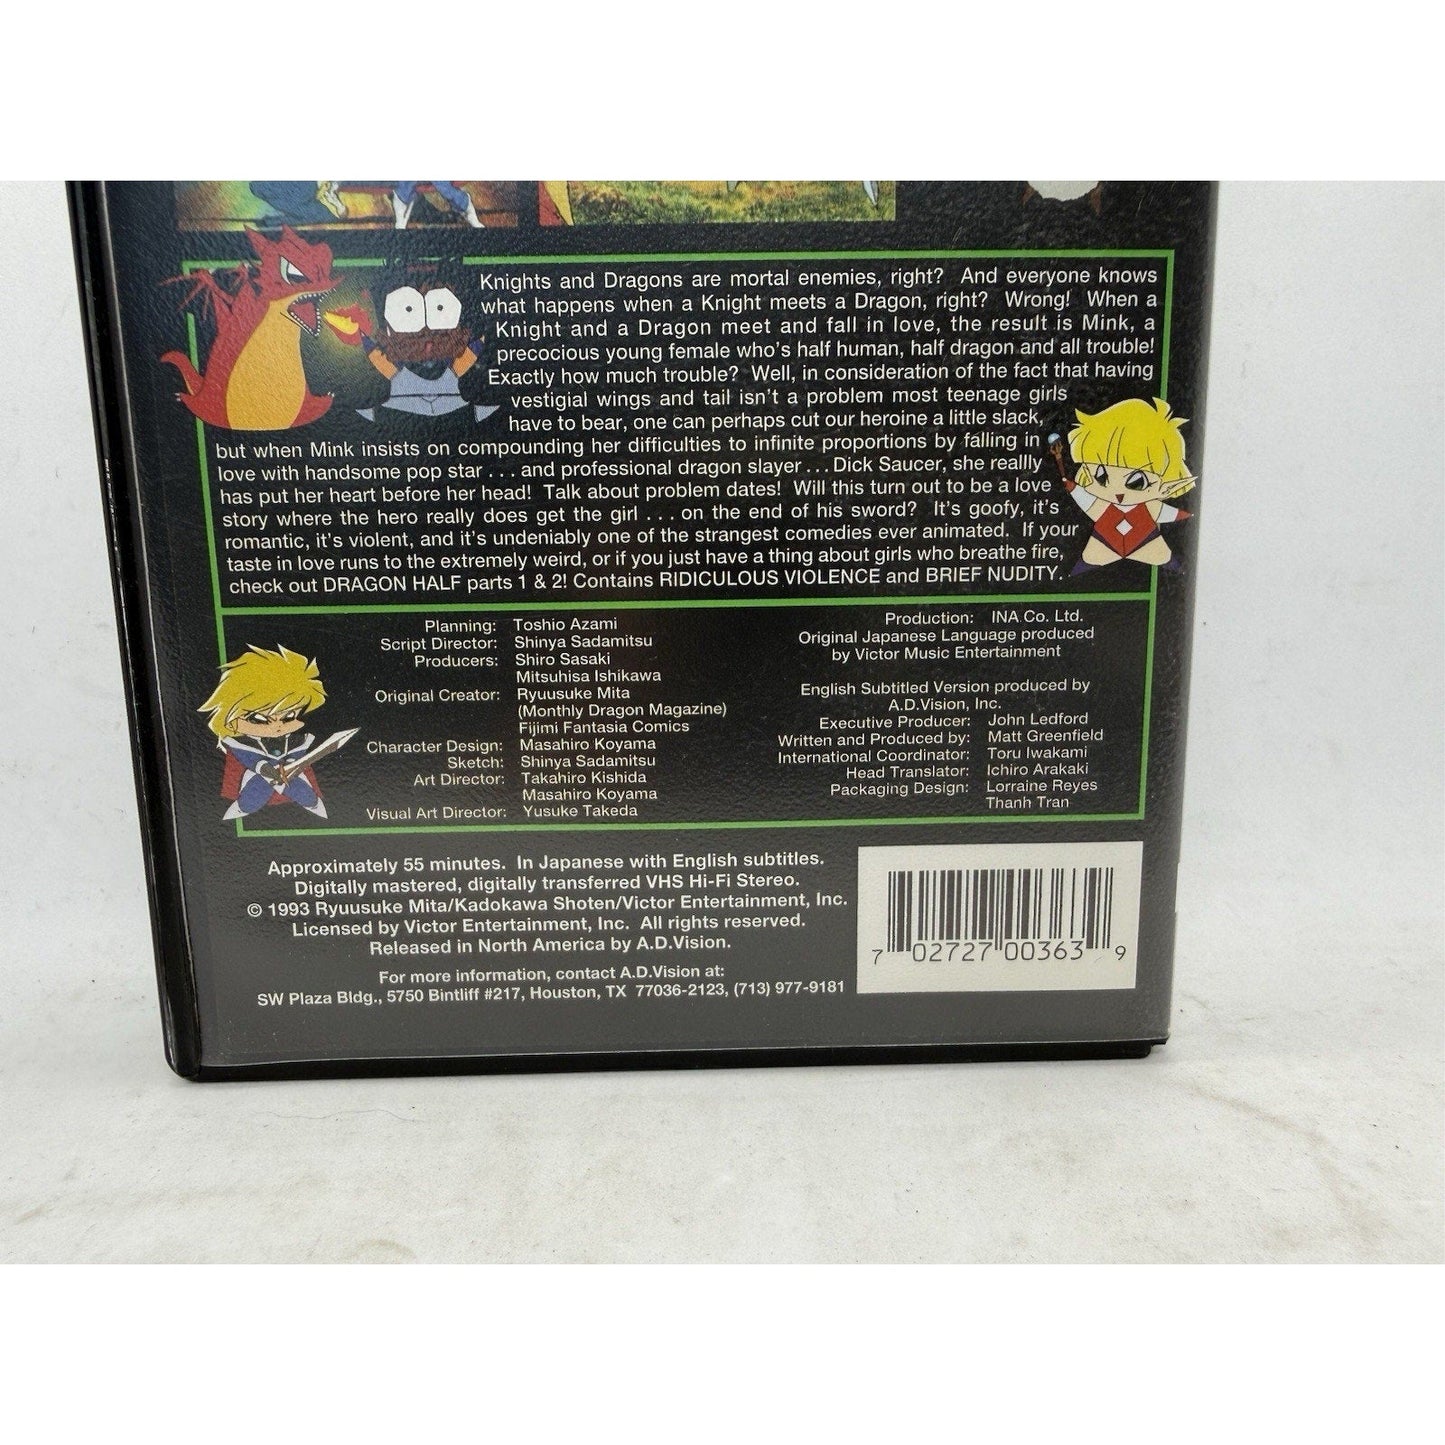 Knights and Dragons are mortal enemies, right? And everyone knows
what happens when a Knight meets a Dragon, right? Wrong! When a
Knight and a Dragon meet and fall in love, the result is Mink, a
precocious young female who's half human, half dragon and all trouble!
Exactly how much trouble? Well, in consideration of the fact that having
vestigial wings and tail isn't a problem most teenage girls
have to bear, one can perhaps cut our heroine a little slack,
but when Mink insists on compounding her difficulties to infinite proportions by falling in
love with handsome pop star . . . and professional dragon slayer . . . Dick Saucer, she reallly
has put her heart before her head! Talk about problem dates! Will this turn out to be a love
story where the hero really does get the girl . . . on the end of his sword? It's goofy, it's
romantic, it's violent, and it's undeniably one of the strangest comedies ever animated. If your
taste in love runs to the extremely weird, or if you just have a thing about girls who breathe fire,
check out DRAGON HALF parts 1 & 2! Contains RIDICULOUS VIOLENCE and BRIEF NUDITY.
Planning: Toshio Azami
Script Director: Shinya Sadamitsu
Producers: Shiro Sasaki
Mitsuhisa Ishikawa
Original Creator: Ryuusuke Mita
(Monthly Dragon Magazine)
Fijimi Fantasia Comics
Character Design: Masahiro Koyama
Sketch: Shinya Sadamitsu
Art Director: Takahiro Kishida
Masahiro Koyama
Visual Art Director: Yusuke Takeda
Production: INA Co. Ltd.
Original Japanese Language produced
by Victor Music Entertainment
English Subtitled Version produced by
A.D.Vision, Inc.
Executive Producer: John Ledford
Written and Produced by: Matt Greenfield
International Coordinator: Toru Iwakami
Head Translator: Ichiro Arakaki
Packaging Design: Lorraine Reyes
Thanh Tran
Approximately 55 minutes. In Japanese with English subtitles.
Digitally mastered, digitally transferred VHS Hi-Fi Stereo.
© 1993 Ryuusuke Mita/Kadokawa Shoten/Victor Entertainment, Inc.
Licensed by Victor Entertainment, Inc. All rights reserved.
Released in North America by A.D.Vision.
For more information, contact A.D.Vision at:
SW Plaza Bldg., 5750 Bintliff #217, Houston, TX 77036-2123, (713) 977-9181
7 02727 00363 9